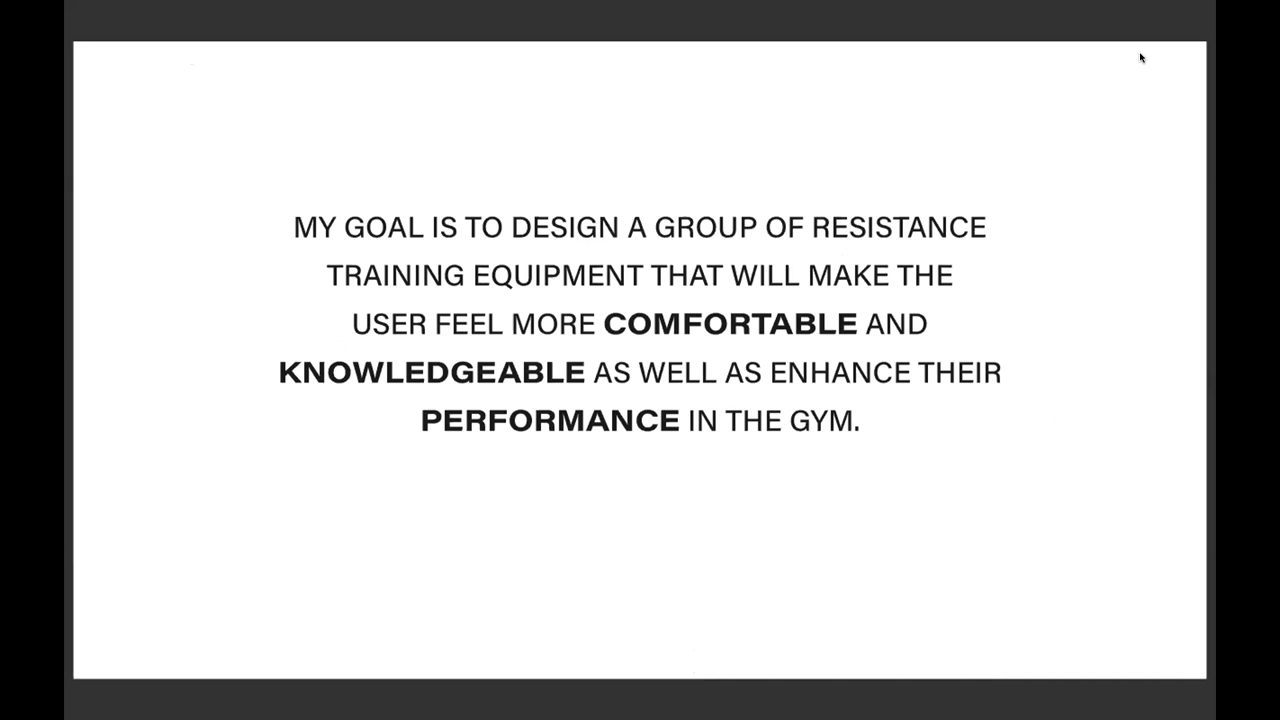 MY GOAL IS TO DESIGN A GROUP OF RESISTANCE
TRAINING EQUIPMENT THAT WILL MAKE THE
USER FEEL MORE COMFORTABLE AND
KNOWLEDGEABLE AS WELL AS ENHANCE THEIR
PERFORMANCE IN THE GYM.